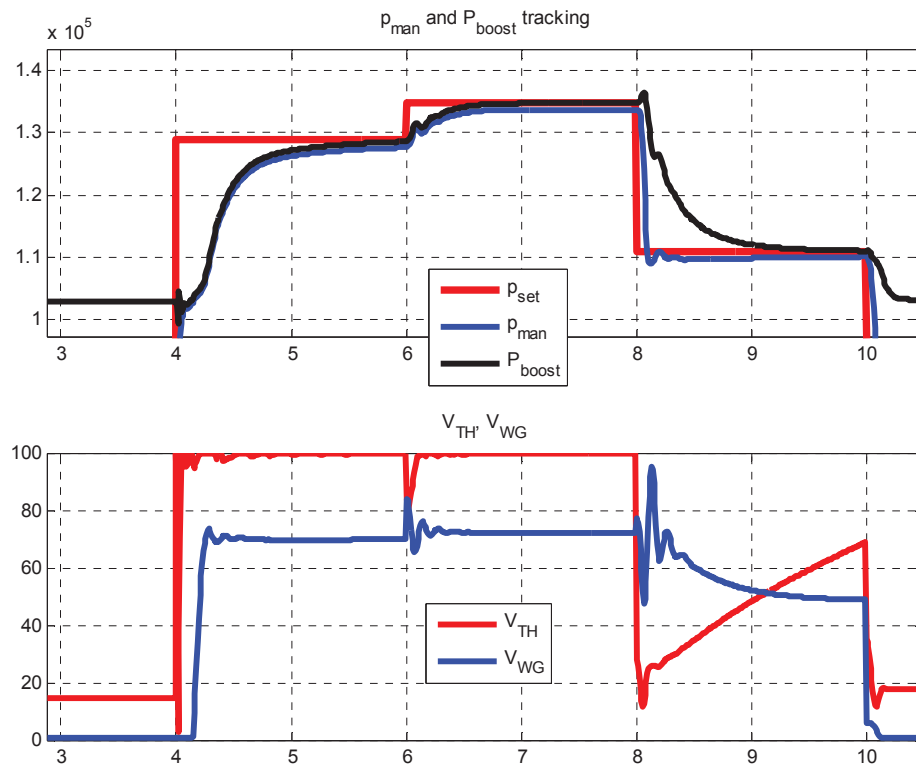 p_man and P_boost tracking
x 10^5
1.4
1.3
1.2
1.1
1
3 4 5 6 7 8 9 10
p_set
p_man
P_boost
V_TH, V_WG
100
80
60
40
20
0
3 4 5 6 7 8 9 10
V_TH
V_WG